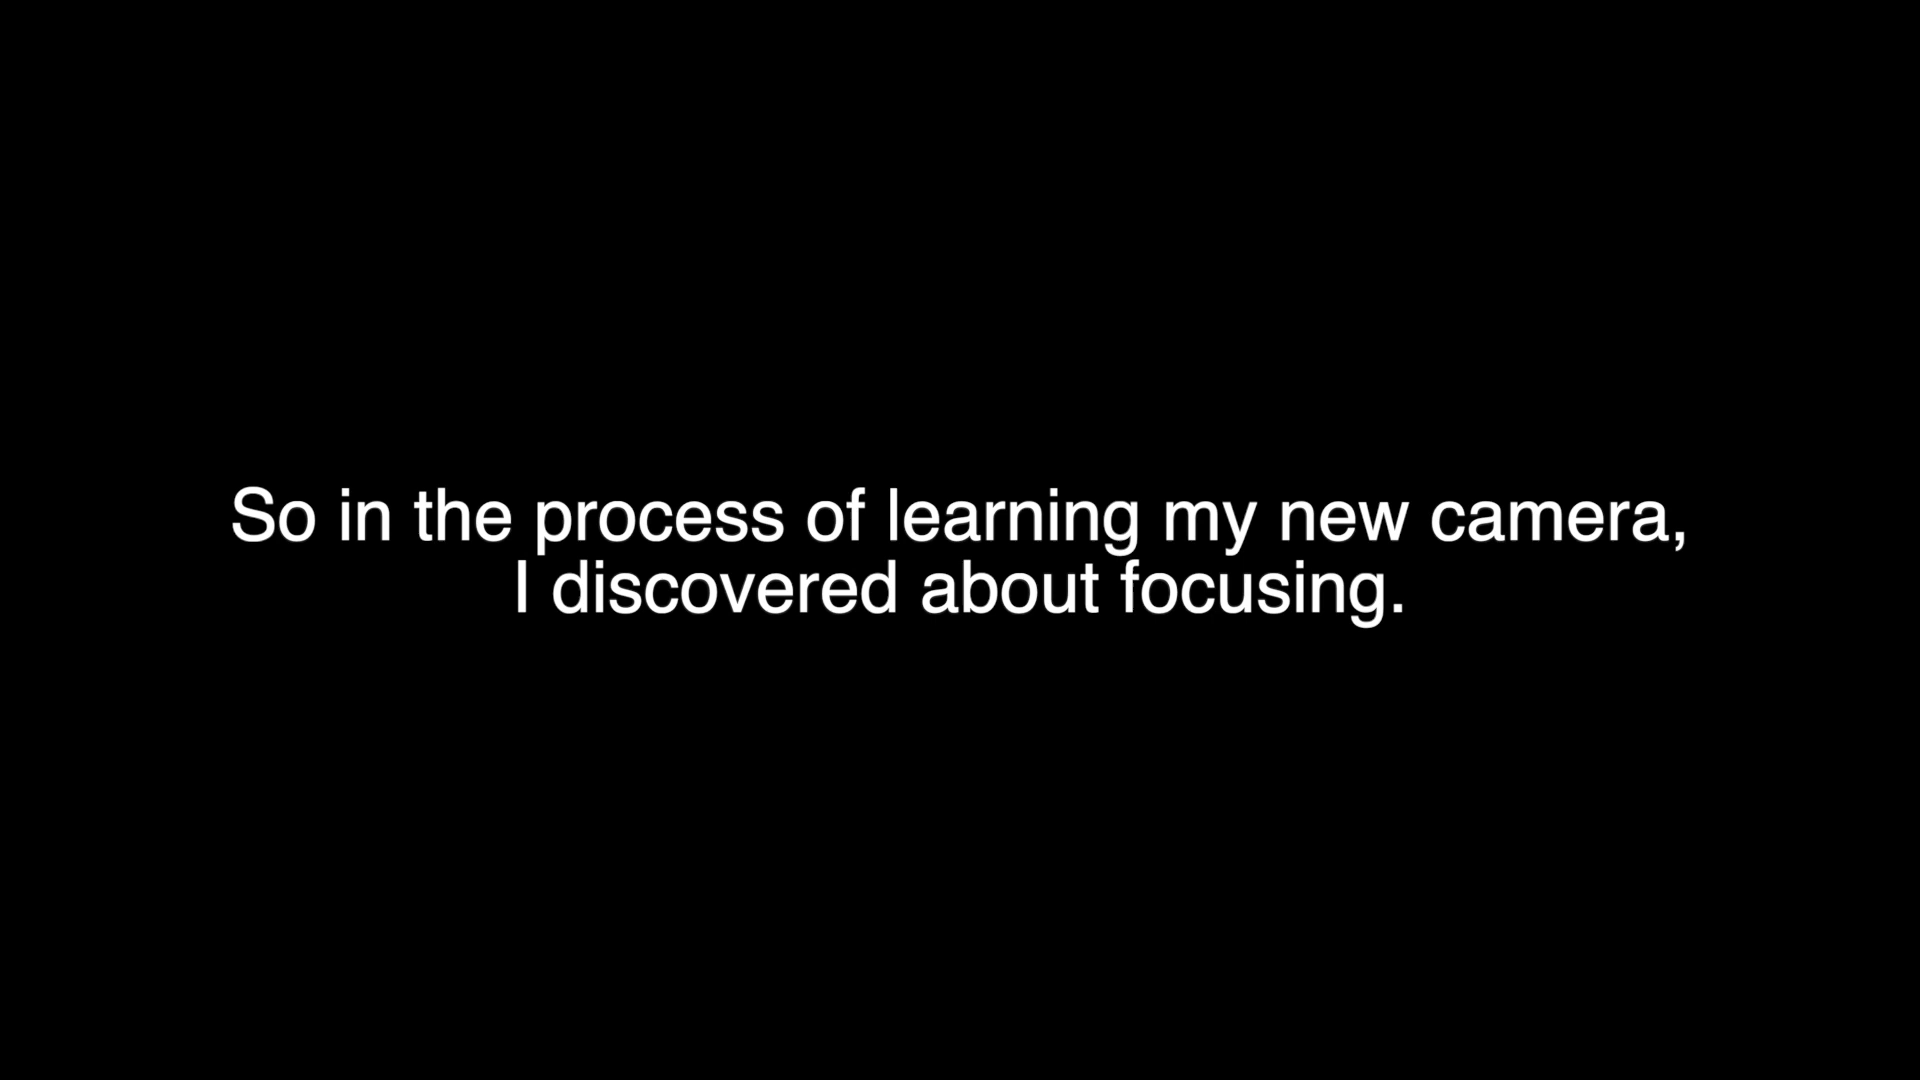 So in the process of learning my new camera,
I discovered about focusing.